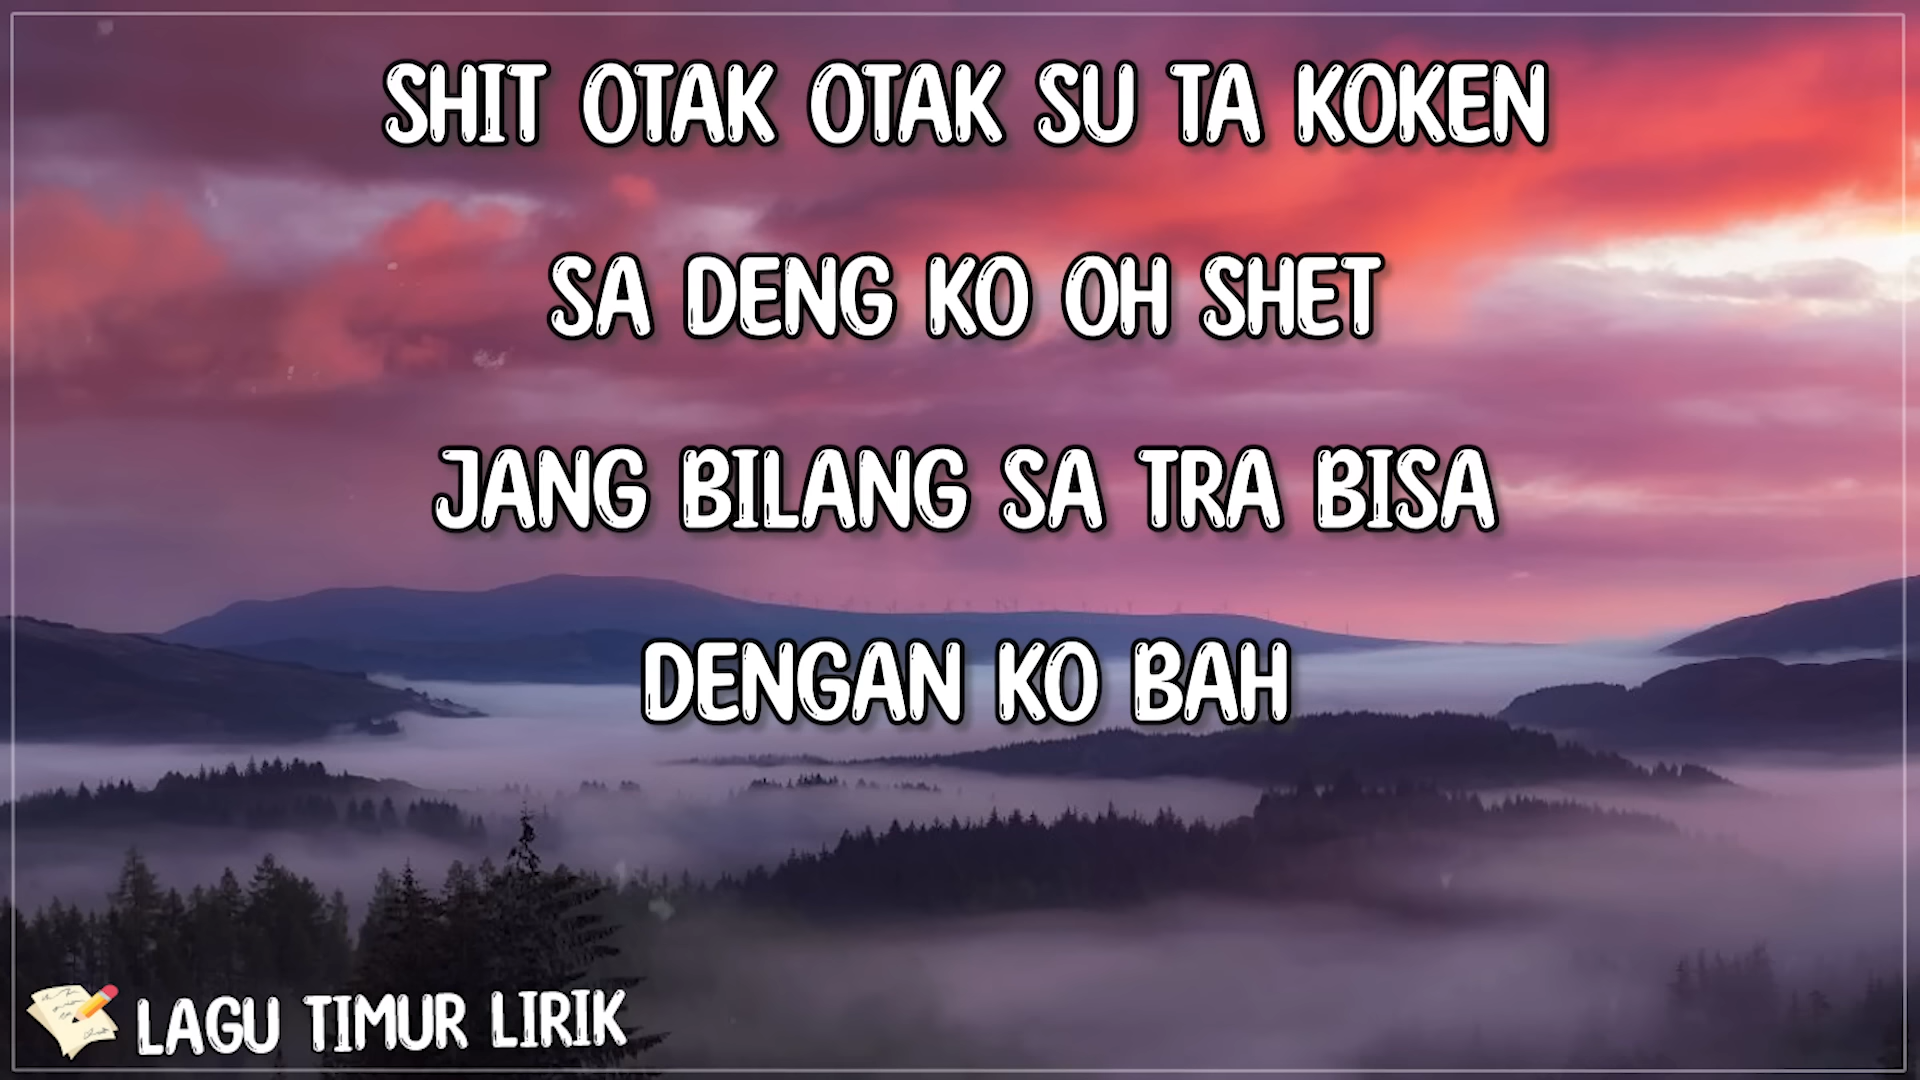 SHIT OTAK OTAK SU TA KOKEN
SA DENG KO OH SHET
JANG BILANG SA TRA BISA
DENGAN KO BAH
LAGU TIMUR LIRIK